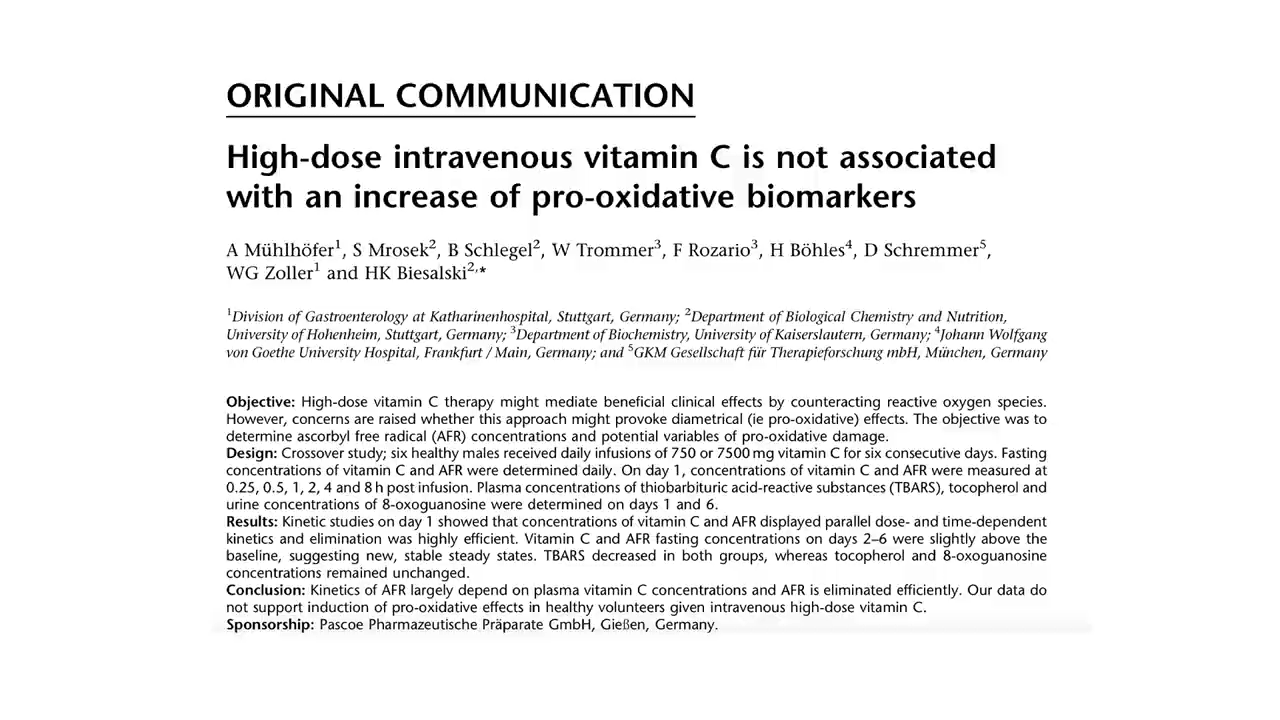 ORIGINAL COMMUNICATION
High-dose intravenous vitamin C is not associated
with an increase of pro-oxidative biomarkers
A Mühlhöfer1, S Mrosek2, B Schlegel2, W Trommer3, F Rozario3, H Böhles4, D Schremmer5,
WG Zoller1 and HK Biesalski2,*
1Division of Gastroenterology at Katharinenhospital, Stuttgart, Germany; 2Department of Biological Chemistry and Nutrition,
University of Hohenheim, Stuttgart, Germany; 3Department of Biochemistry, University of Kaiserslautern, Germany; 4Johann Wolfgang
von Goethe University Hospital, Frankfurt / Main, Germany; and 5GKM Gesellschaft für Therapieforschung mbH, München, Germany
Objective: High-dose vitamin C therapy might mediate beneficial clinical effects by counteracting reactive oxygen species.
However, concerns are raised whether this approach might provoke diametrical (ie pro-oxidative) effects. The objective was to
determine ascorbyl free radical (AFR) concentrations and potential variables of pro-oxidative damage.
Design: Crossover study; six healthy males received daily infusions of 750 or 7500 mg vitamin C for six consecutive days. Fasting
concentrations of vitamin C and AFR were determined daily. On day 1, concentrations of vitamin C and AFR were measured at
0.25, 0.5, 1, 2, 4 and 8 h post infusion. Plasma concentrations of thiobarbituric acid-reactive substances (TBARS), tocopherol and
urine concentrations of 8-oxoguanosine were determined on days 1 and 6.
Results: Kinetic studies on day 1 showed that concentrations of vitamin C and AFR displayed parallel dose- and time-dependent
kinetics and elimination was highly efficient. Vitamin C and AFR fasting concentrations on days 2–6 were slightly above the
baseline, suggesting new, stable steady states. TBARS decreased in both groups, whereas tocopherol and 8-oxoguanosine
concentrations remained unchanged.
Conclusion: Kinetics of AFR largely depend on plasma vitamin C concentrations and AFR is eliminated efficiently. Our data do
not support induction of pro-oxidative effects in healthy volunteers given intravenous high-dose vitamin C.
Sponsorship: Pascoe Pharmazeutische Präparate GmbH, Gießen, Germany.